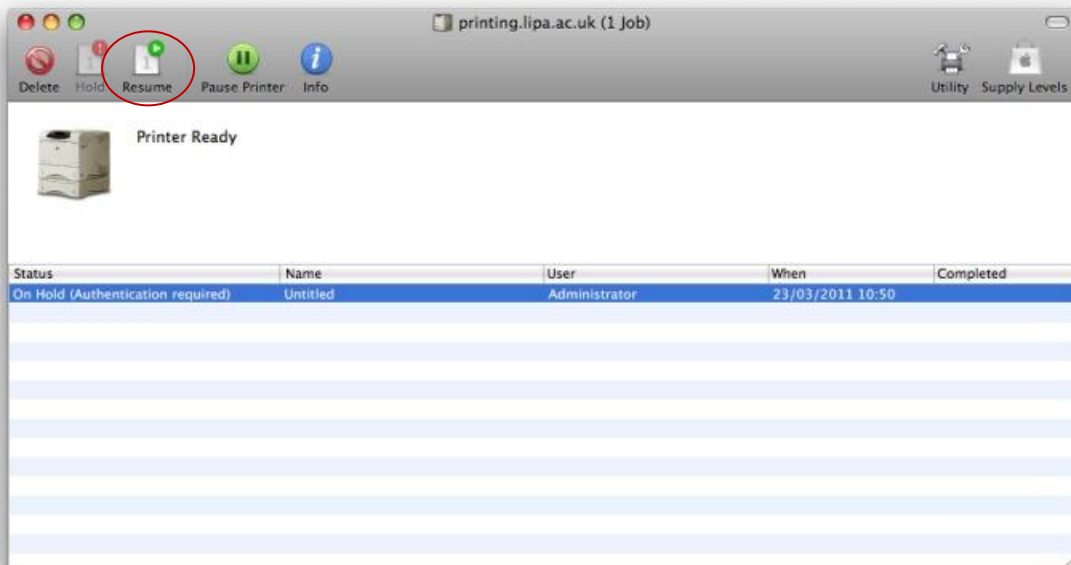 printing.lipa.ac.uk (1 Job)
Delete Hold Resume Pause Printer Info Utility Supply Levels
Printer Ready
Status Name User When Completed
On Hold (Authentication required) Untitled Administrator 23/03/2011 10:50